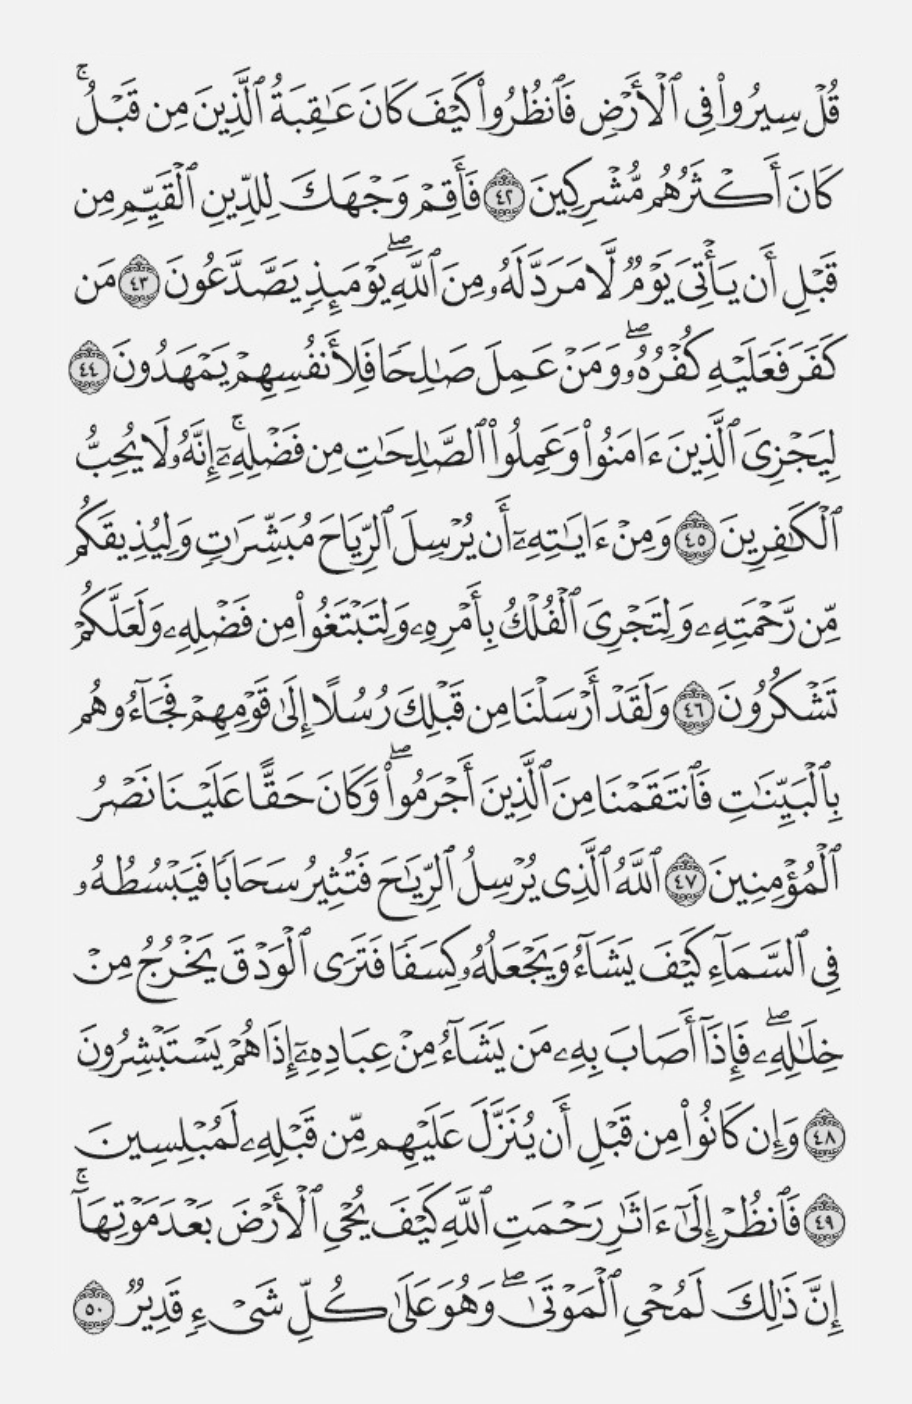 قُلْ سِيرُوا۟ فِى ٱلْأَرْضِ فَٱنظُرُوا۟ كَيْفَ كَانَ عَـٰقِبَةُ ٱلَّذِينَ مِن قَبْلُ ۚ
كَانَ أَكْثَرُهُم مُّشْرِكِينَ ٤٢ فَأَقِمْ وَجْهَكَ لِلدِّينِ ٱلْقَيِّمِ مِن
قَبْلِ أَن يَأْتِىَ يَوْمٌ لَّا مَرَدَّ لَهُۥ مِنَ ٱللَّهِ ۖ يَوْمَئِذٍ يَصَّدَّعُونَ ٤٣ مَن
كَفَرَ فَعَلَيْهِ كُفْرُهُۥ ۖ وَمَنْ عَمِلَ صَـٰلِحًا فَلِأَنفُسِهِمْ يَمْهَدُونَ ٤٤
لِيَجْزِىَ ٱلَّذِينَ ءَامَنُوا۟ وَعَمِلُوا۟ ٱلصَّـٰلِحَـٰتِ مِن فَضْلِهِۦٓ ۚ إِنَّهُۥ لَا يُحِبُّ
ٱلْكَـٰفِرِينَ ٤٥ وَمِنْ ءَايَـٰتِهِۦٓ أَن يُرْسِلَ ٱلرِّيَاحَ مُبَشِّرَٰتٍ وَلِيُذِيقَكُم
مِّن رَّحْمَتِهِۦ وَلِتَجْرِىَ ٱلْفُلْكُ بِأَمْرِهِۦ وَلِتَبْتَغُوا۟ مِن فَضْلِهِۦ وَلَعَلَّكُمْ
تَشْكُرُونَ ٤٦ وَلَقَدْ أَرْسَلْنَا مِن قَبْلِكَ رُسُلًا إِلَىٰ قَوْمِهِمْ فَجَآءُوهُم
بِٱلْبَيِّنَـٰتِ فَٱنتَقَمْنَا مِنَ ٱلَّذِينَ أَجْرَمُوا۟ ۖ وَكَانَ حَقًّا عَلَيْنَا نَصْرُ
ٱلْمُؤْمِنِينَ ٤٧ ٱللَّهُ ٱلَّذِى يُرْسِلُ ٱلرِّيَـٰحَ فَتُثِيرُ سَحَابًا فَيَبْسُطُهُۥ
فِى ٱلسَّمَآءِ كَيْفَ يَشَآءُ وَيَجْعَلُهُۥ كِسَفًا فَتَرَى ٱلْوَدْقَ يَخْرُجُ مِنْ
خِلَـٰلِهِۦ ۖ فَإِذَآ أَصَابَ بِهِۦ مَن يَشَآءُ مِنْ عِبَادِهِۦٓ إِذَا هُمْ يَسْتَبْشِرُونَ
٤٨ وَإِن كَانُوا۟ مِن قَبْلِ أَن يُنَزَّلَ عَلَيْهِم مِّن قَبْلِهِۦ لَمُبْلِسِينَ
٤٩ فَٱنظُرْ إِلَىٰٓ ءَاثَـٰرِ رَحْمَتِ ٱللَّهِ كَيْفَ يُحْىِ ٱلْأَرْضَ بَعْدَ مَوْتِهَآ ۚ
إِنَّ ذَٰلِكَ لَمُحْىِ ٱلْمَوْتَىٰ ۖ وَهُوَ عَلَىٰ كُلِّ شَىْءٍ قَدِيرٌ ٥٠